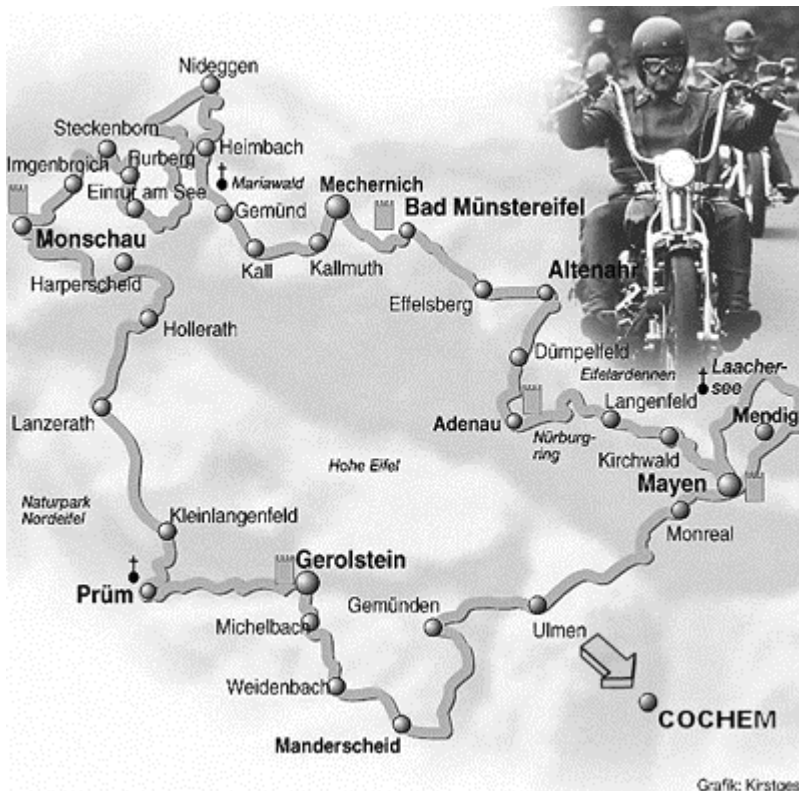 Nideggen
Steckenborn
Heimbach
Rurberg
Imgenbroich
Mariawald
Einruhr am See
Mechernich
Gemünd
Bad Münstereifel
Monschau
Kall
Kallmuth
Harperscheid
Altenahr
Effelsberg
Hollerath
Dümpelfeld
Eifelardennen
Laacher-
see
Lanzerath
Langenfeld
Mendig
Adenau
Nürburg-
ring
Kirchwald
Hohe Eifel
Mayen
Naturpark
Nordeifel
Kleinlangenfeld
Monreal
Gerolstein
Prüm
Gemünden
Michelbach
Ulmen
Weidenbach
COCHEM
Manderscheid
Grafik: Kirstges